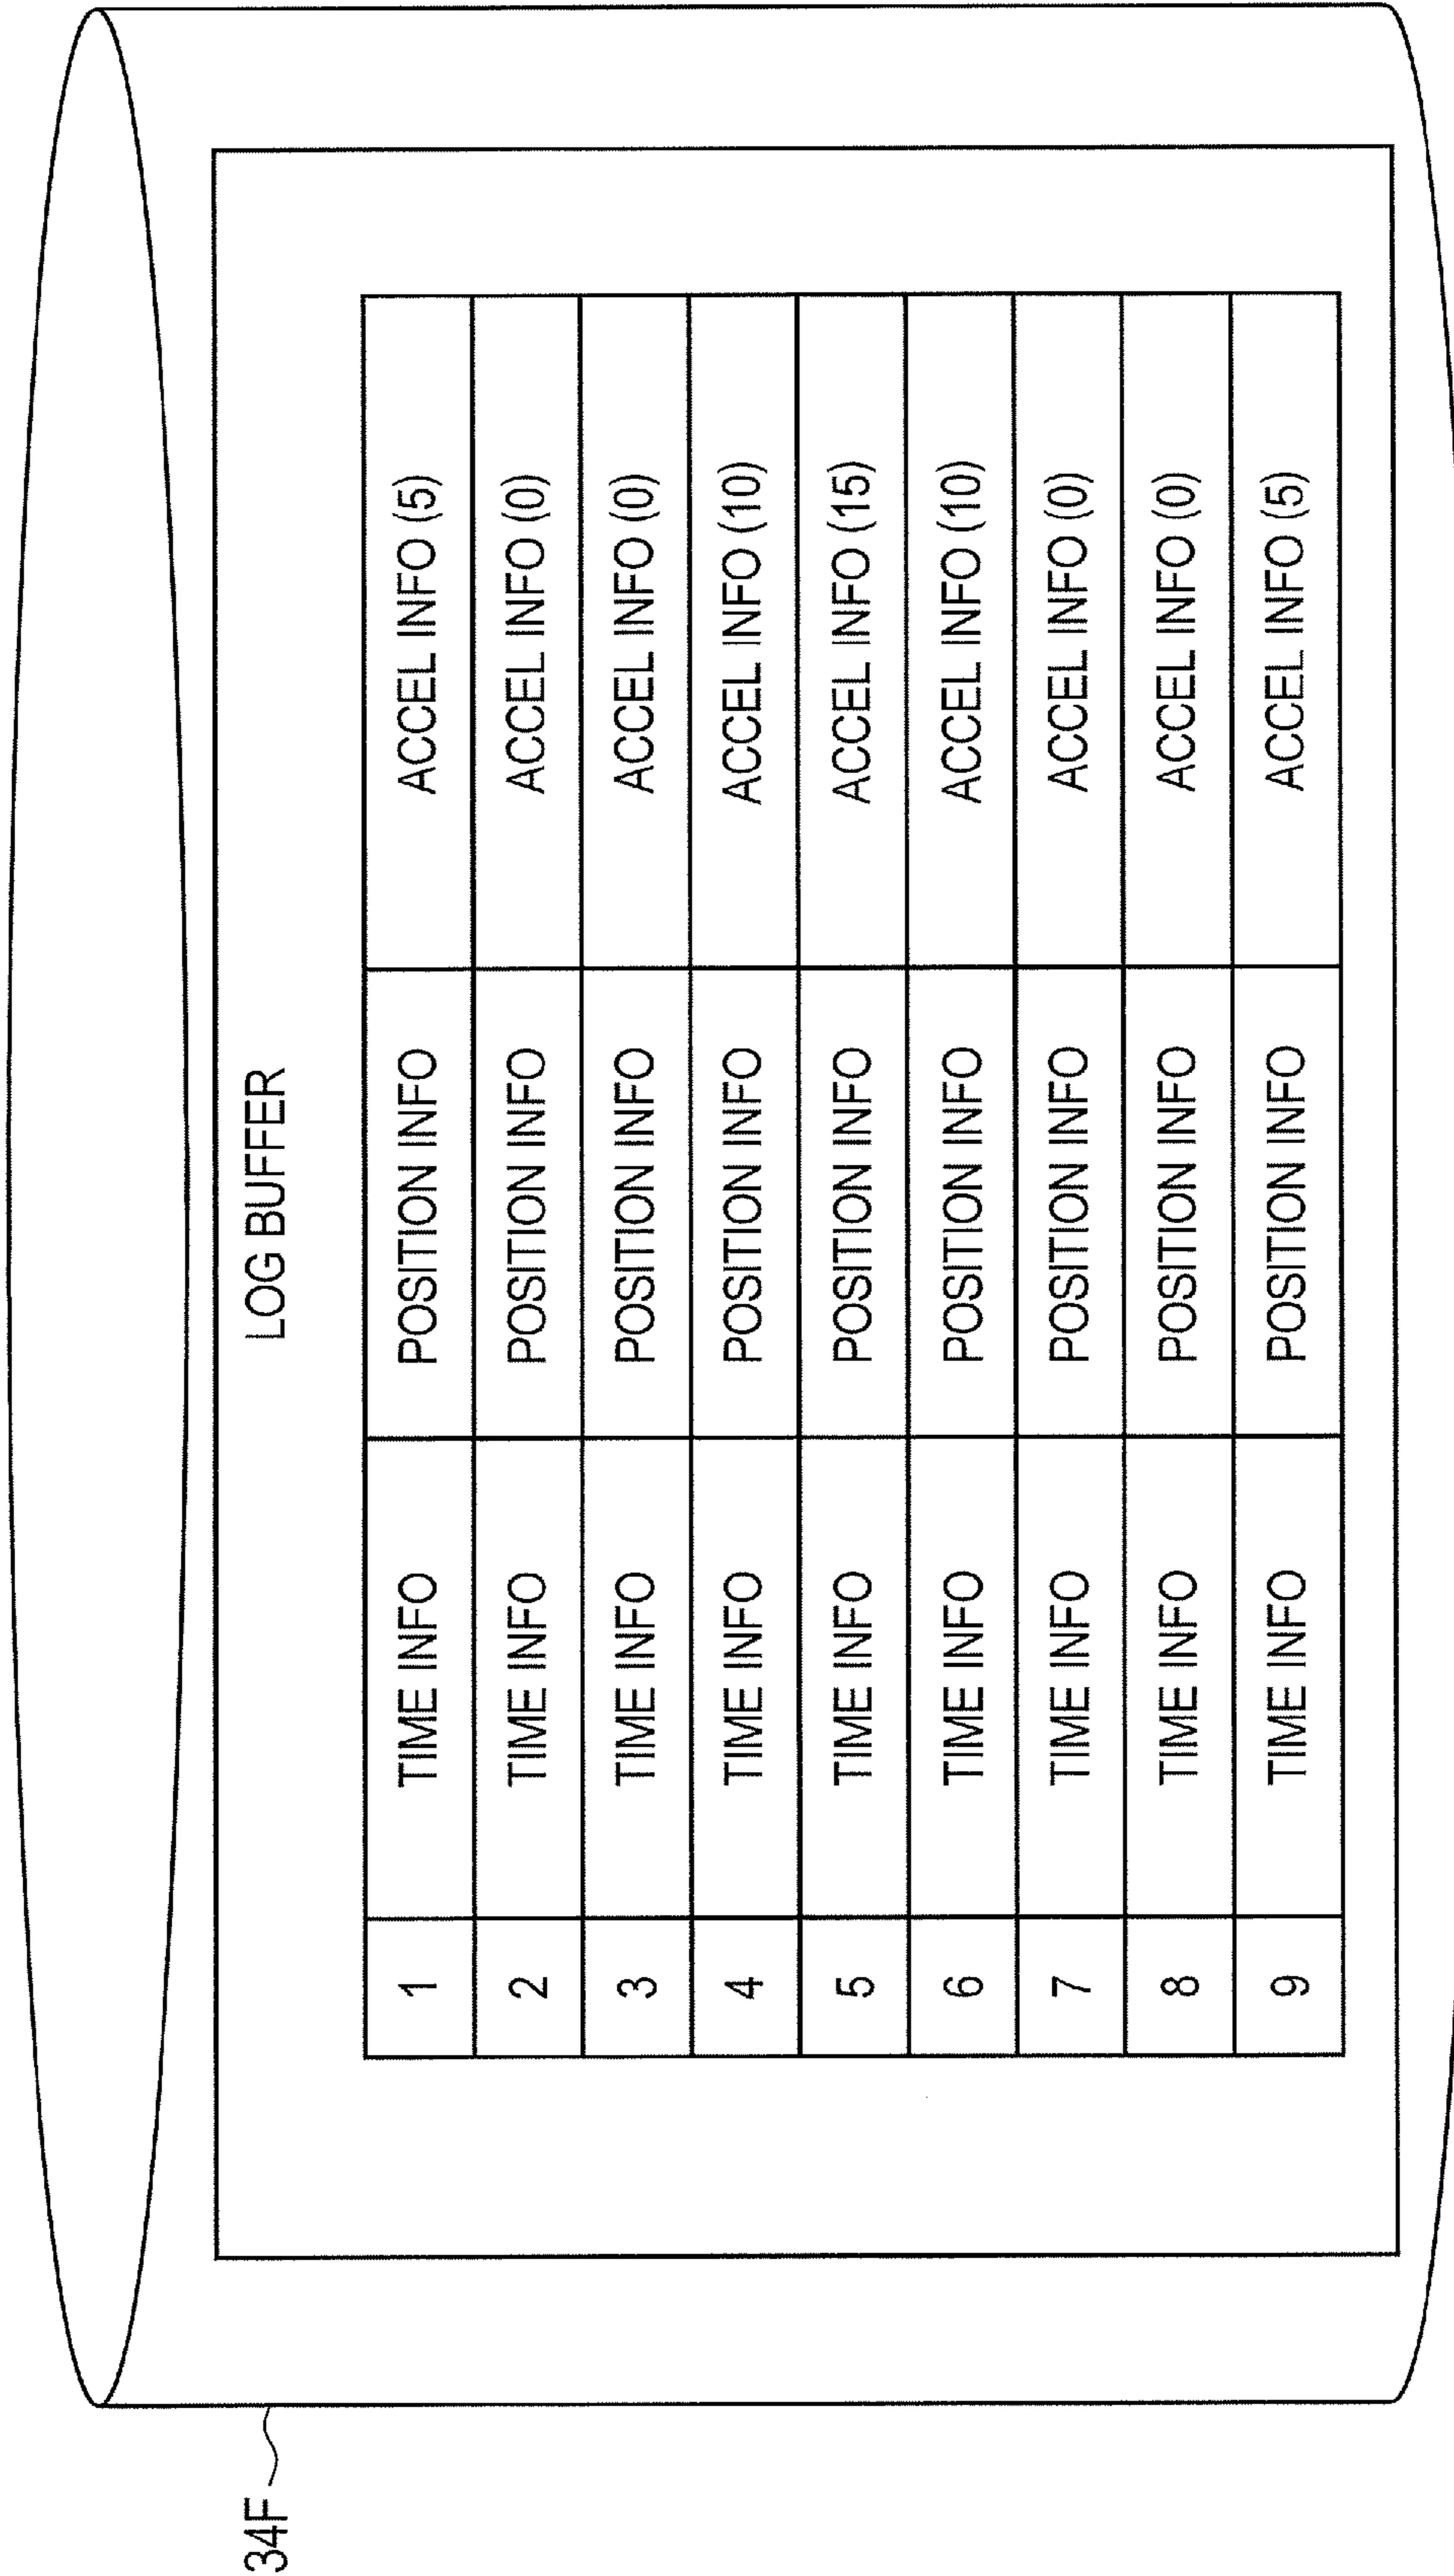 34F
LOG BUFFER
1 TIME INFO POSITION INFO ACCEL INFO (5)
2 TIME INFO POSITION INFO ACCEL INFO (0)
3 TIME INFO POSITION INFO ACCEL INFO (0)
4 TIME INFO POSITION INFO ACCEL INFO (10)
5 TIME INFO POSITION INFO ACCEL INFO (15)
6 TIME INFO POSITION INFO ACCEL INFO (10)
7 TIME INFO POSITION INFO ACCEL INFO (0)
8 TIME INFO POSITION INFO ACCEL INFO (0)
9 TIME INFO POSITION INFO ACCEL INFO (5)